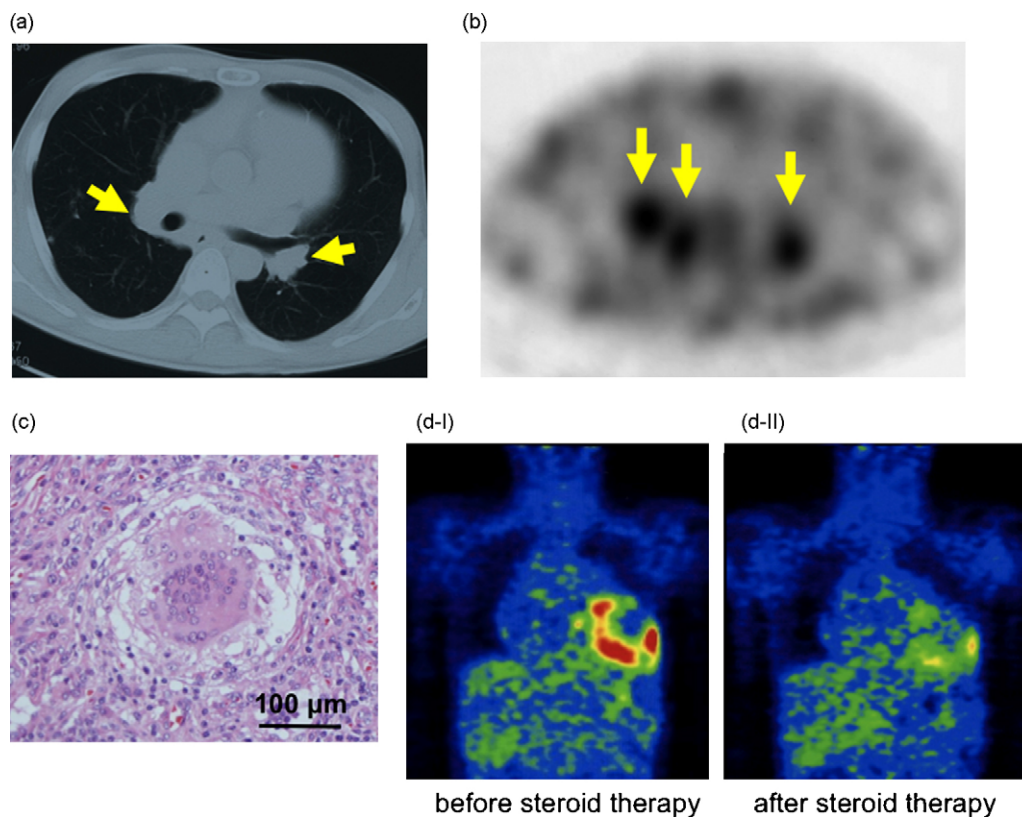 (a)
(b)
(c)
100 µm
(d-I)
(d-II)
before steroid therapy
after steroid therapy